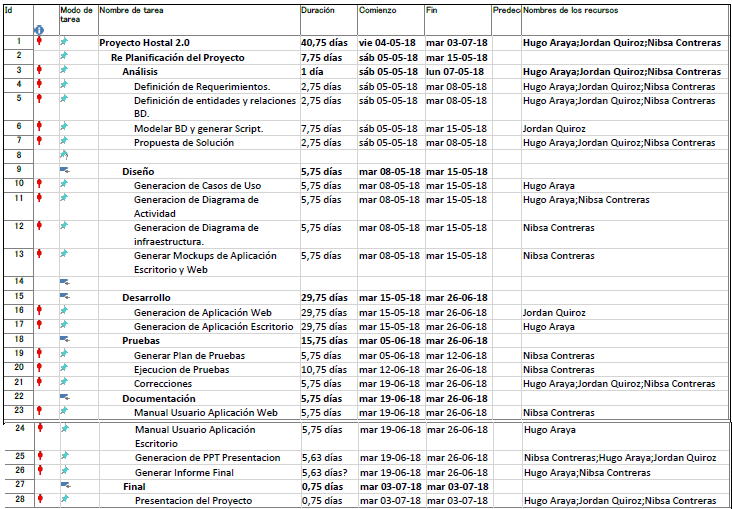 Id Modo de tarea Nombre de tarea Duración Comienzo Fin Predec Nombres de los recursos
1 Proyecto Hostal 2.0 40,75 días vie 04-05-18 mar 03-07-18 Hugo Araya;Jordan Quiroz;Nibsa Contreras
2 Re Planificación del Proyecto 7,75 días sáb 05-05-18 mar 15-05-18
3 Análisis 1 día sáb 05-05-18 lun 07-05-18 Hugo Araya;Jordan Quiroz;Nibsa Contreras
4 Definición de Requerimientos. 2,75 días sáb 05-05-18 mar 08-05-18 Hugo Araya;Jordan Quiroz;Nibsa Contreras
5 Definición de entidades y relaciones 2,75 días sáb 05-05-18 mar 08-05-18 Hugo Araya;Jordan Quiroz;Nibsa Contreras
BD.
6 Modelar BD y generar Script. 7,75 días sáb 05-05-18 mar 15-05-18 Jordan Quiroz
7 Propuesta de Solución 2,75 días sáb 05-05-18 mar 08-05-18 Hugo Araya;Jordan Quiroz;Nibsa Contreras
8
9 Diseño 5,75 días mar 08-05-18 mar 15-05-18
10 Generacion de Casos de Uso 5,75 días mar 08-05-18 mar 15-05-18 Hugo Araya
11 Generacion de Diagrama de 5,75 días mar 08-05-18 mar 15-05-18 Hugo Araya;Nibsa Contreras
Actividad
12 Generacion de Diagrama de 5,75 días mar 08-05-18 mar 15-05-18 Nibsa Contreras
infraestructura.
13 Generar Mockups de Aplicación 5,75 días mar 08-05-18 mar 15-05-18 Nibsa Contreras
Escritorio y Web
14
15 Desarrollo 29,75 días mar 15-05-18 mar 26-06-18
16 Generacion de Aplicación Web 29,75 días mar 15-05-18 mar 26-06-18 Jordan Quiroz
17 Generacion de Aplicación Escritorio 29,75 días mar 15-05-18 mar 26-06-18 Hugo Araya
18 Pruebas 15,75 días mar 05-06-18 mar 26-06-18
19 Generar Plan de Pruebas 5,75 días mar 05-06-18 mar 12-06-18 Nibsa Contreras
20 Ejecucion de Pruebas 10,75 días mar 12-06-18 mar 26-06-18 Nibsa Contreras
21 Correcciones 5,75 días mar 19-06-18 mar 26-06-18 Hugo Araya;Jordan Quiroz;Nibsa Contreras
22 Documentación 5,75 días mar 19-06-18 mar 26-06-18
23 Manual Usuario Aplicación Web 5,75 días mar 19-06-18 mar 26-06-18 Nibsa Contreras
24 Manual Usuario Aplicación 5,75 días mar 19-06-18 mar 26-06-18 Hugo Araya
Escritorio
25 Generacion de PPT Presentacion 5,63 días mar 19-06-18 mar 26-06-18 Nibsa Contreras;Hugo Araya;Jordan Quiroz
26 Generar Informe Final 5,63 días? mar 19-06-18 mar 26-06-18 Hugo Araya;Nibsa Contreras
27 Final 0,75 días mar 03-07-18 mar 03-07-18
28 Presentacion del Proyecto 0,75 días mar 03-07-18 mar 03-07-18 Hugo Araya;Jordan Quiroz;Nibsa Contreras